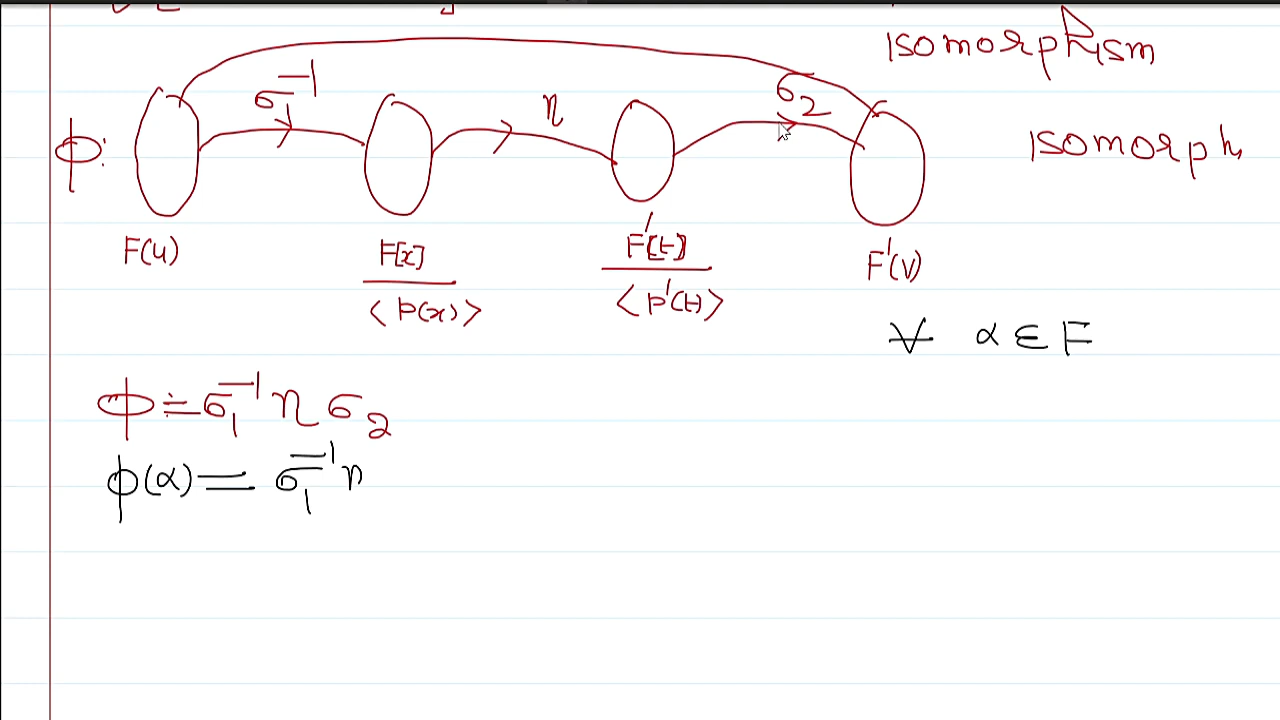 isomorphism
σ₁⁻¹ η σ₂
isomorph
φ:
F(u) F[x] / <p(x)> F'[t] / <p'(t)> F'(v)
∀ α ∈ F
φ = σ₁⁻¹ η σ₂
φ(α) = σ₁⁻¹ η